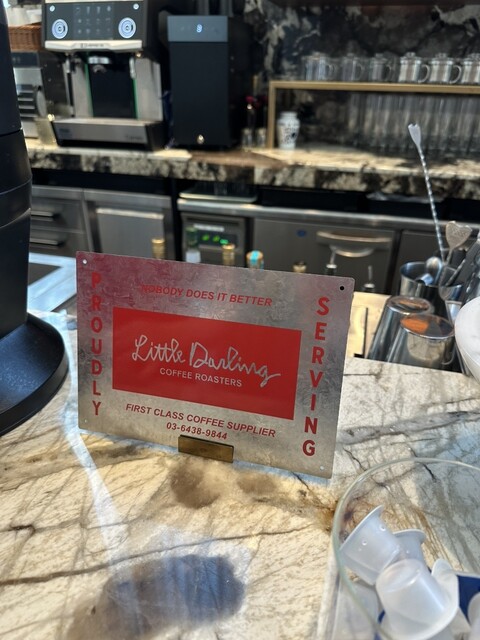 NOBODY DOES IT BETTER
PROUDLY
Little Darling
COFFEE ROASTERS
SERVING
FIRST CLASS COFFEE SUPPLIER
03-6438-9844